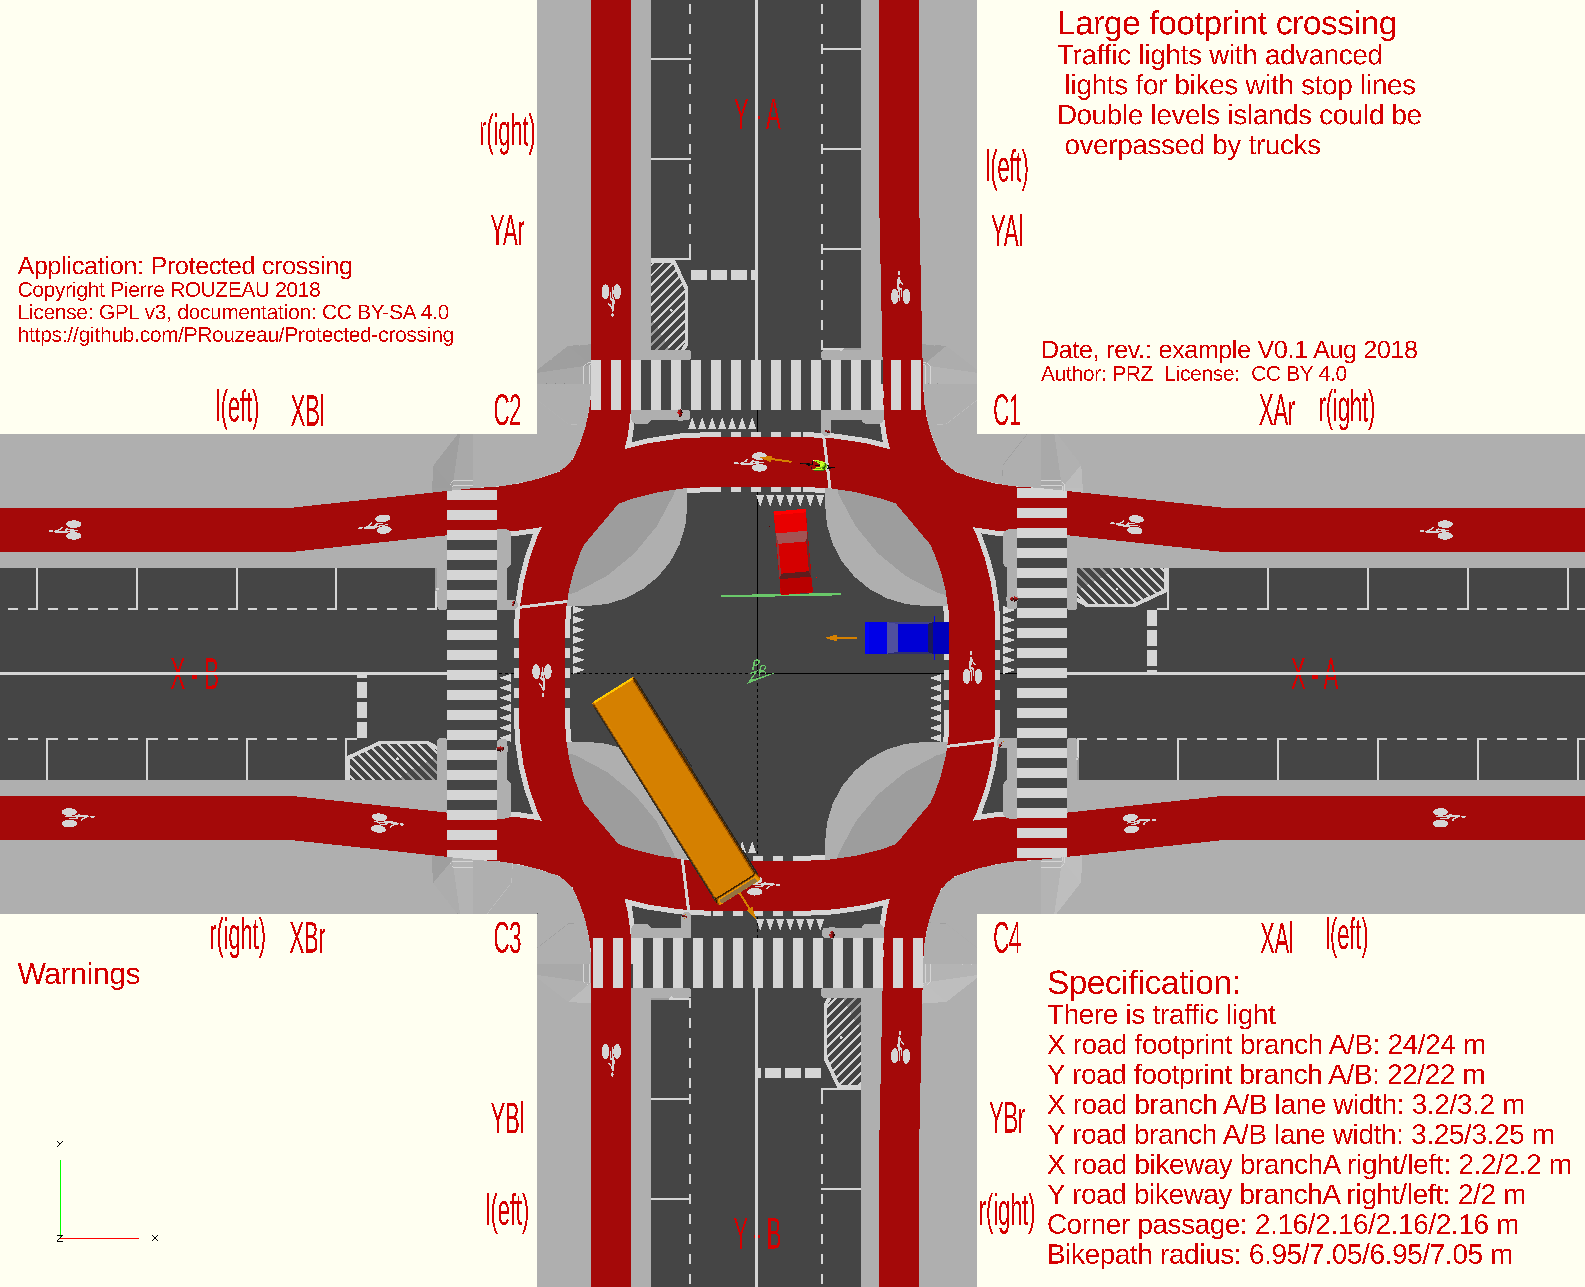 Large footprint crossing
Traffic lights with advanced
lights for bikes with stop lines
Double levels islands could be
overpassed by trucks
Y - A
r(ight)
l(eft)
YAr
YAl
Application: Protected crossing
Copyright Pierre ROUZEAU 2018
License: GPL v3, documentation: CC BY-SA 4.0
https://github.com/PRouzeau/Protected-crossing
Date, rev.: example V0.1 Aug 2018
Author: PRZ License: CC BY 4.0
l(eft) XBl
C2
C1
XAr r(ight)
X - B
X - A
r(ight) XBr
C3
C4
XAl l(eft)
Warnings
Specification:
There is traffic light
X road footprint branch A/B: 24/24 m
Y road footprint branch A/B: 22/22 m
X road branch A/B lane width: 3.2/3.2 m
Y road branch A/B lane width: 3.25/3.25 m
X road bikeway branchA right/left: 2.2/2.2 m
Y road bikeway branchA right/left: 2/2 m
Corner passage: 2.16/2.16/2.16/2.16 m
Bikepath radius: 6.95/7.05/6.95/7.05 m
YBl
YBr
l(eft)
r(ight)
Y - B
Y
Z
X